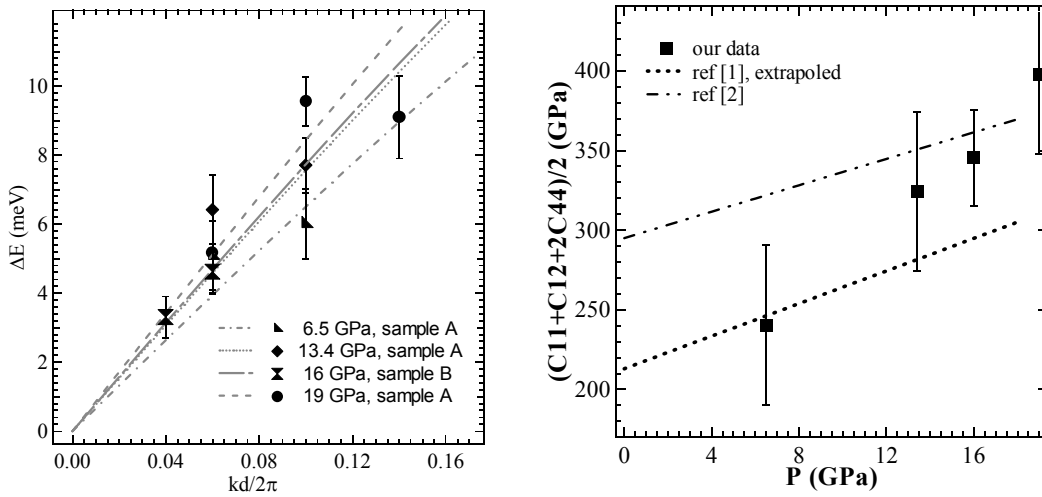 10
8
6
4
2
0
ΔE (meV)
0.00 0.04 0.08 0.12 0.16
kd/2π
6.5 GPa, sample A
13.4 GPa, sample A
16 GPa, sample B
19 GPa, sample A
400
350
300
250
200
(C11+C12+2C44)/2 (GPa)
our data
ref [1], extrapoled
ref [2]
0 4 8 12 16
P (GPa)